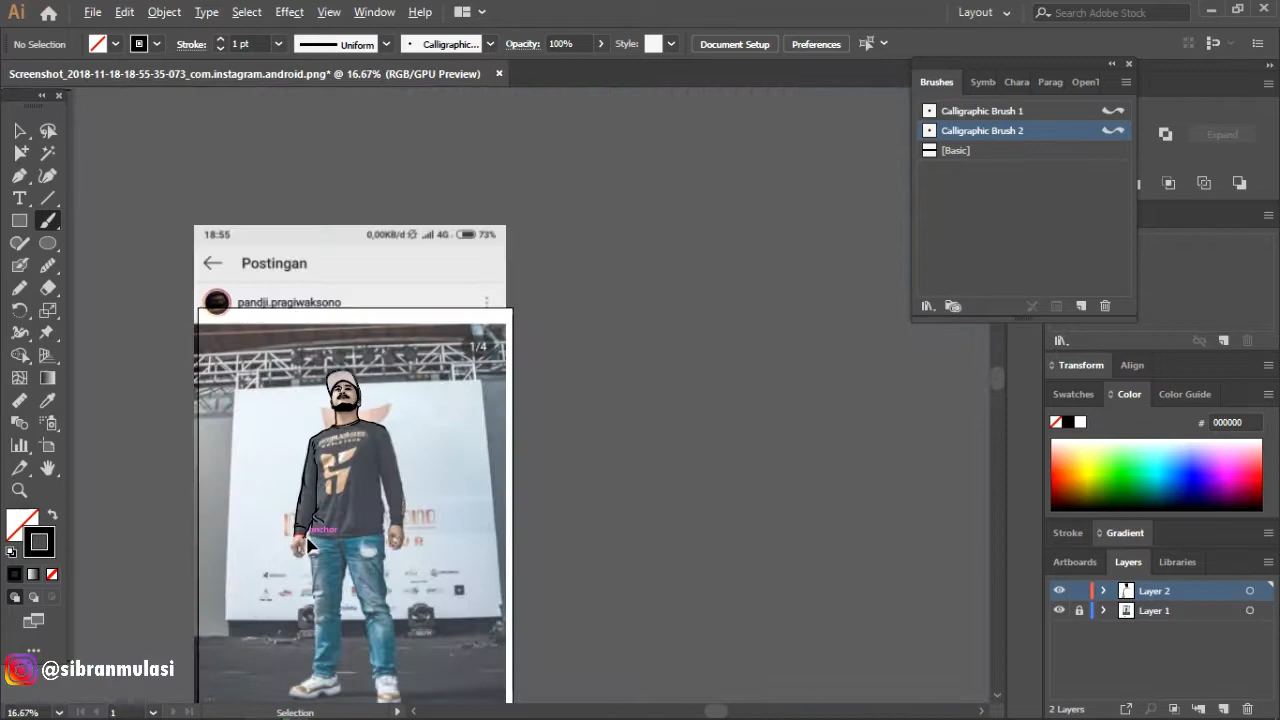 Ai File Edit Object Type Select Effect View Window Help Layout Search Adobe Stock
No Selection Stroke: 1 pt Uniform Calligraphic... Opacity: 100% Style: Document Setup Preferences
Screenshot_2018-11-18-18-55-35-073_com.instagram.android.png* @ 16.67% (RGB/GPU Preview)
Brushes Symb Chara Parag OpenT
Calligraphic Brush 1
Calligraphic Brush 2
[Basic]
Expand
18:55 0,00KB/d 4G 73%
Postingan
pandji.pragiwaksono
1/4
anchor
Transform Align
Swatches Color Color Guide
# 000000
Stroke Gradient
Artboards Layers Libraries
Layer 2
Layer 1
@sibranmulasi
16.67% 1 Selection 2 Layers